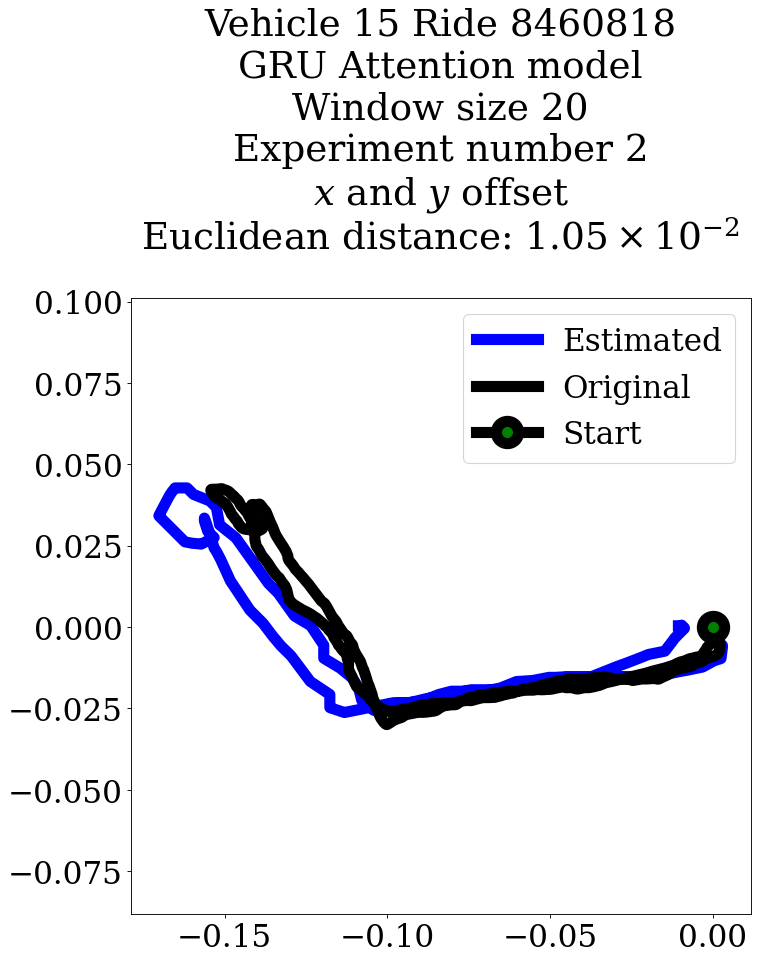 Vehicle 15 Ride 8460818
GRU Attention model
Window size 20
Experiment number 2
x and y offset
Euclidean distance: 1.05 × 10⁻²
0.100
0.075
0.050
0.025
0.000
−0.025
−0.050
−0.075
Estimated
Original
Start
−0.15
−0.10
−0.05
0.00